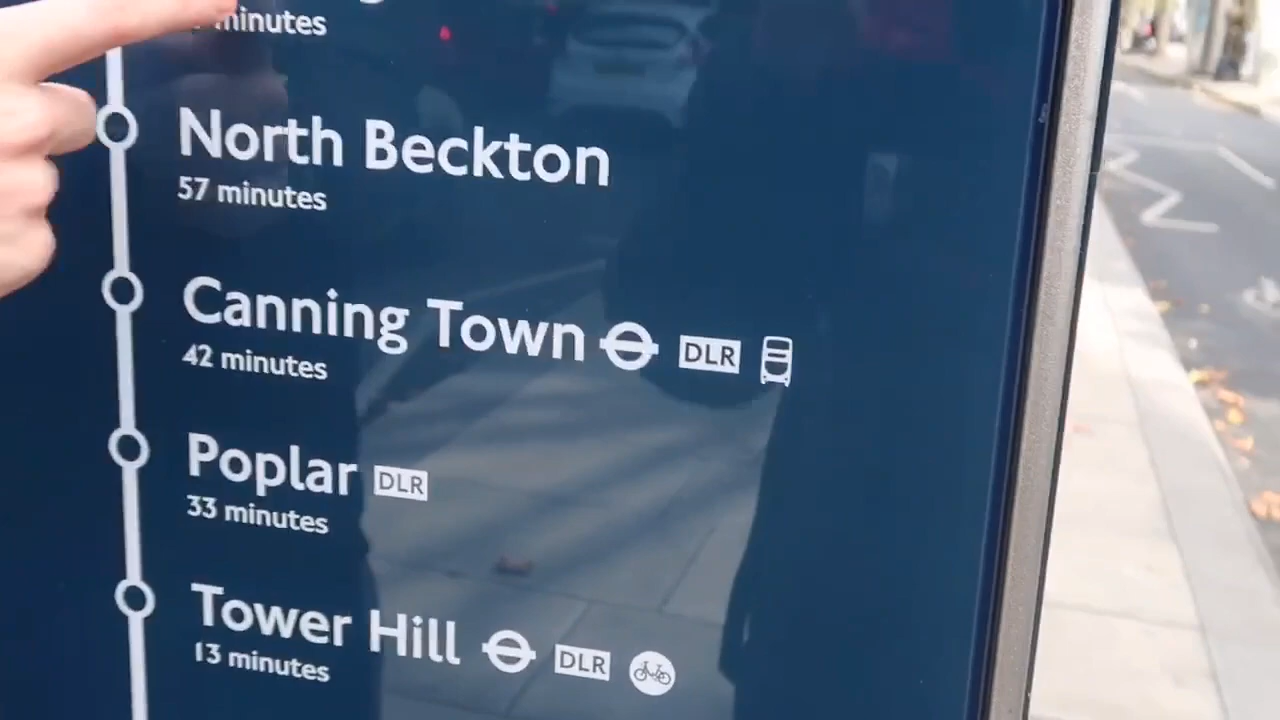 minutes
North Beckton
57 minutes
Canning Town DLR
42 minutes
Poplar DLR
33 minutes
Tower Hill DLR
13 minutes